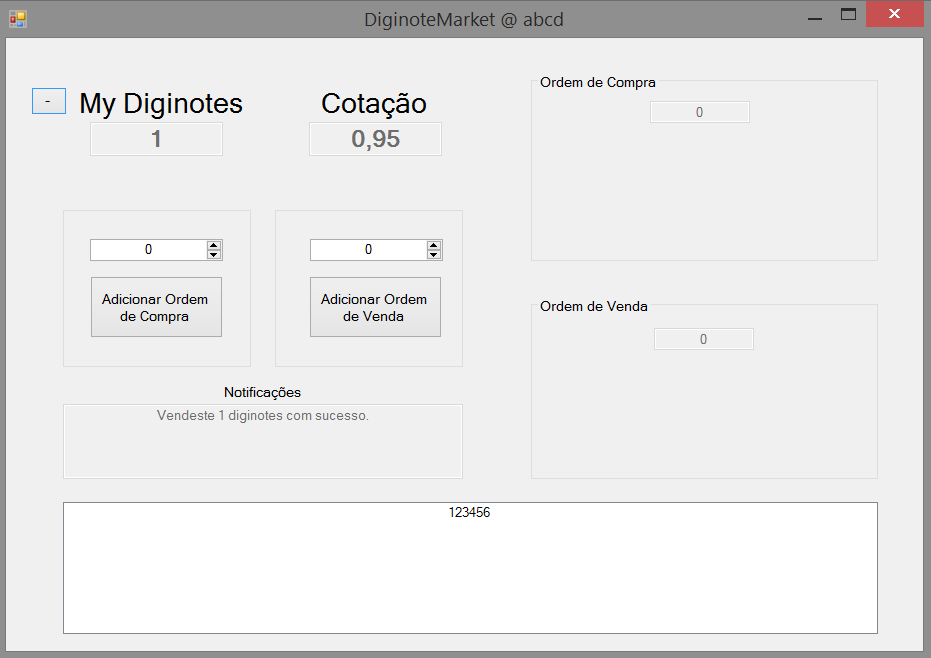 DiginoteMarket @ abcd
-
My Diginotes
Cotação
Ordem de Compra
1
0,95
0
0
0
Adicionar Ordem
de Compra
Adicionar Ordem
de Venda
Ordem de Venda
0
Notificações
Vendeste 1 diginotes com sucesso.
123456